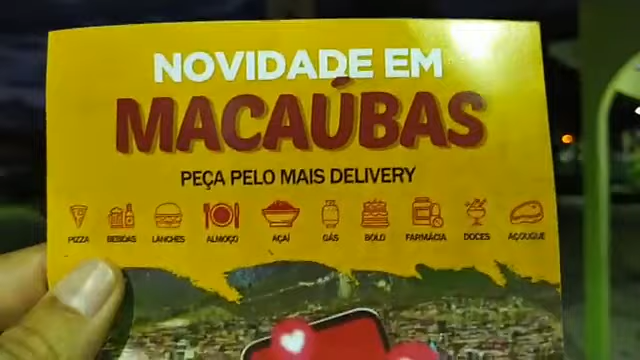 NOVIDADE EM
MACAÚBAS
PEÇA PELO MAIS DELIVERY
PIZZA BEBIDAS LANCHES ALMOÇO AÇAÍ GÁS BOLO FARMÁCIA DOCES AÇOUGUE